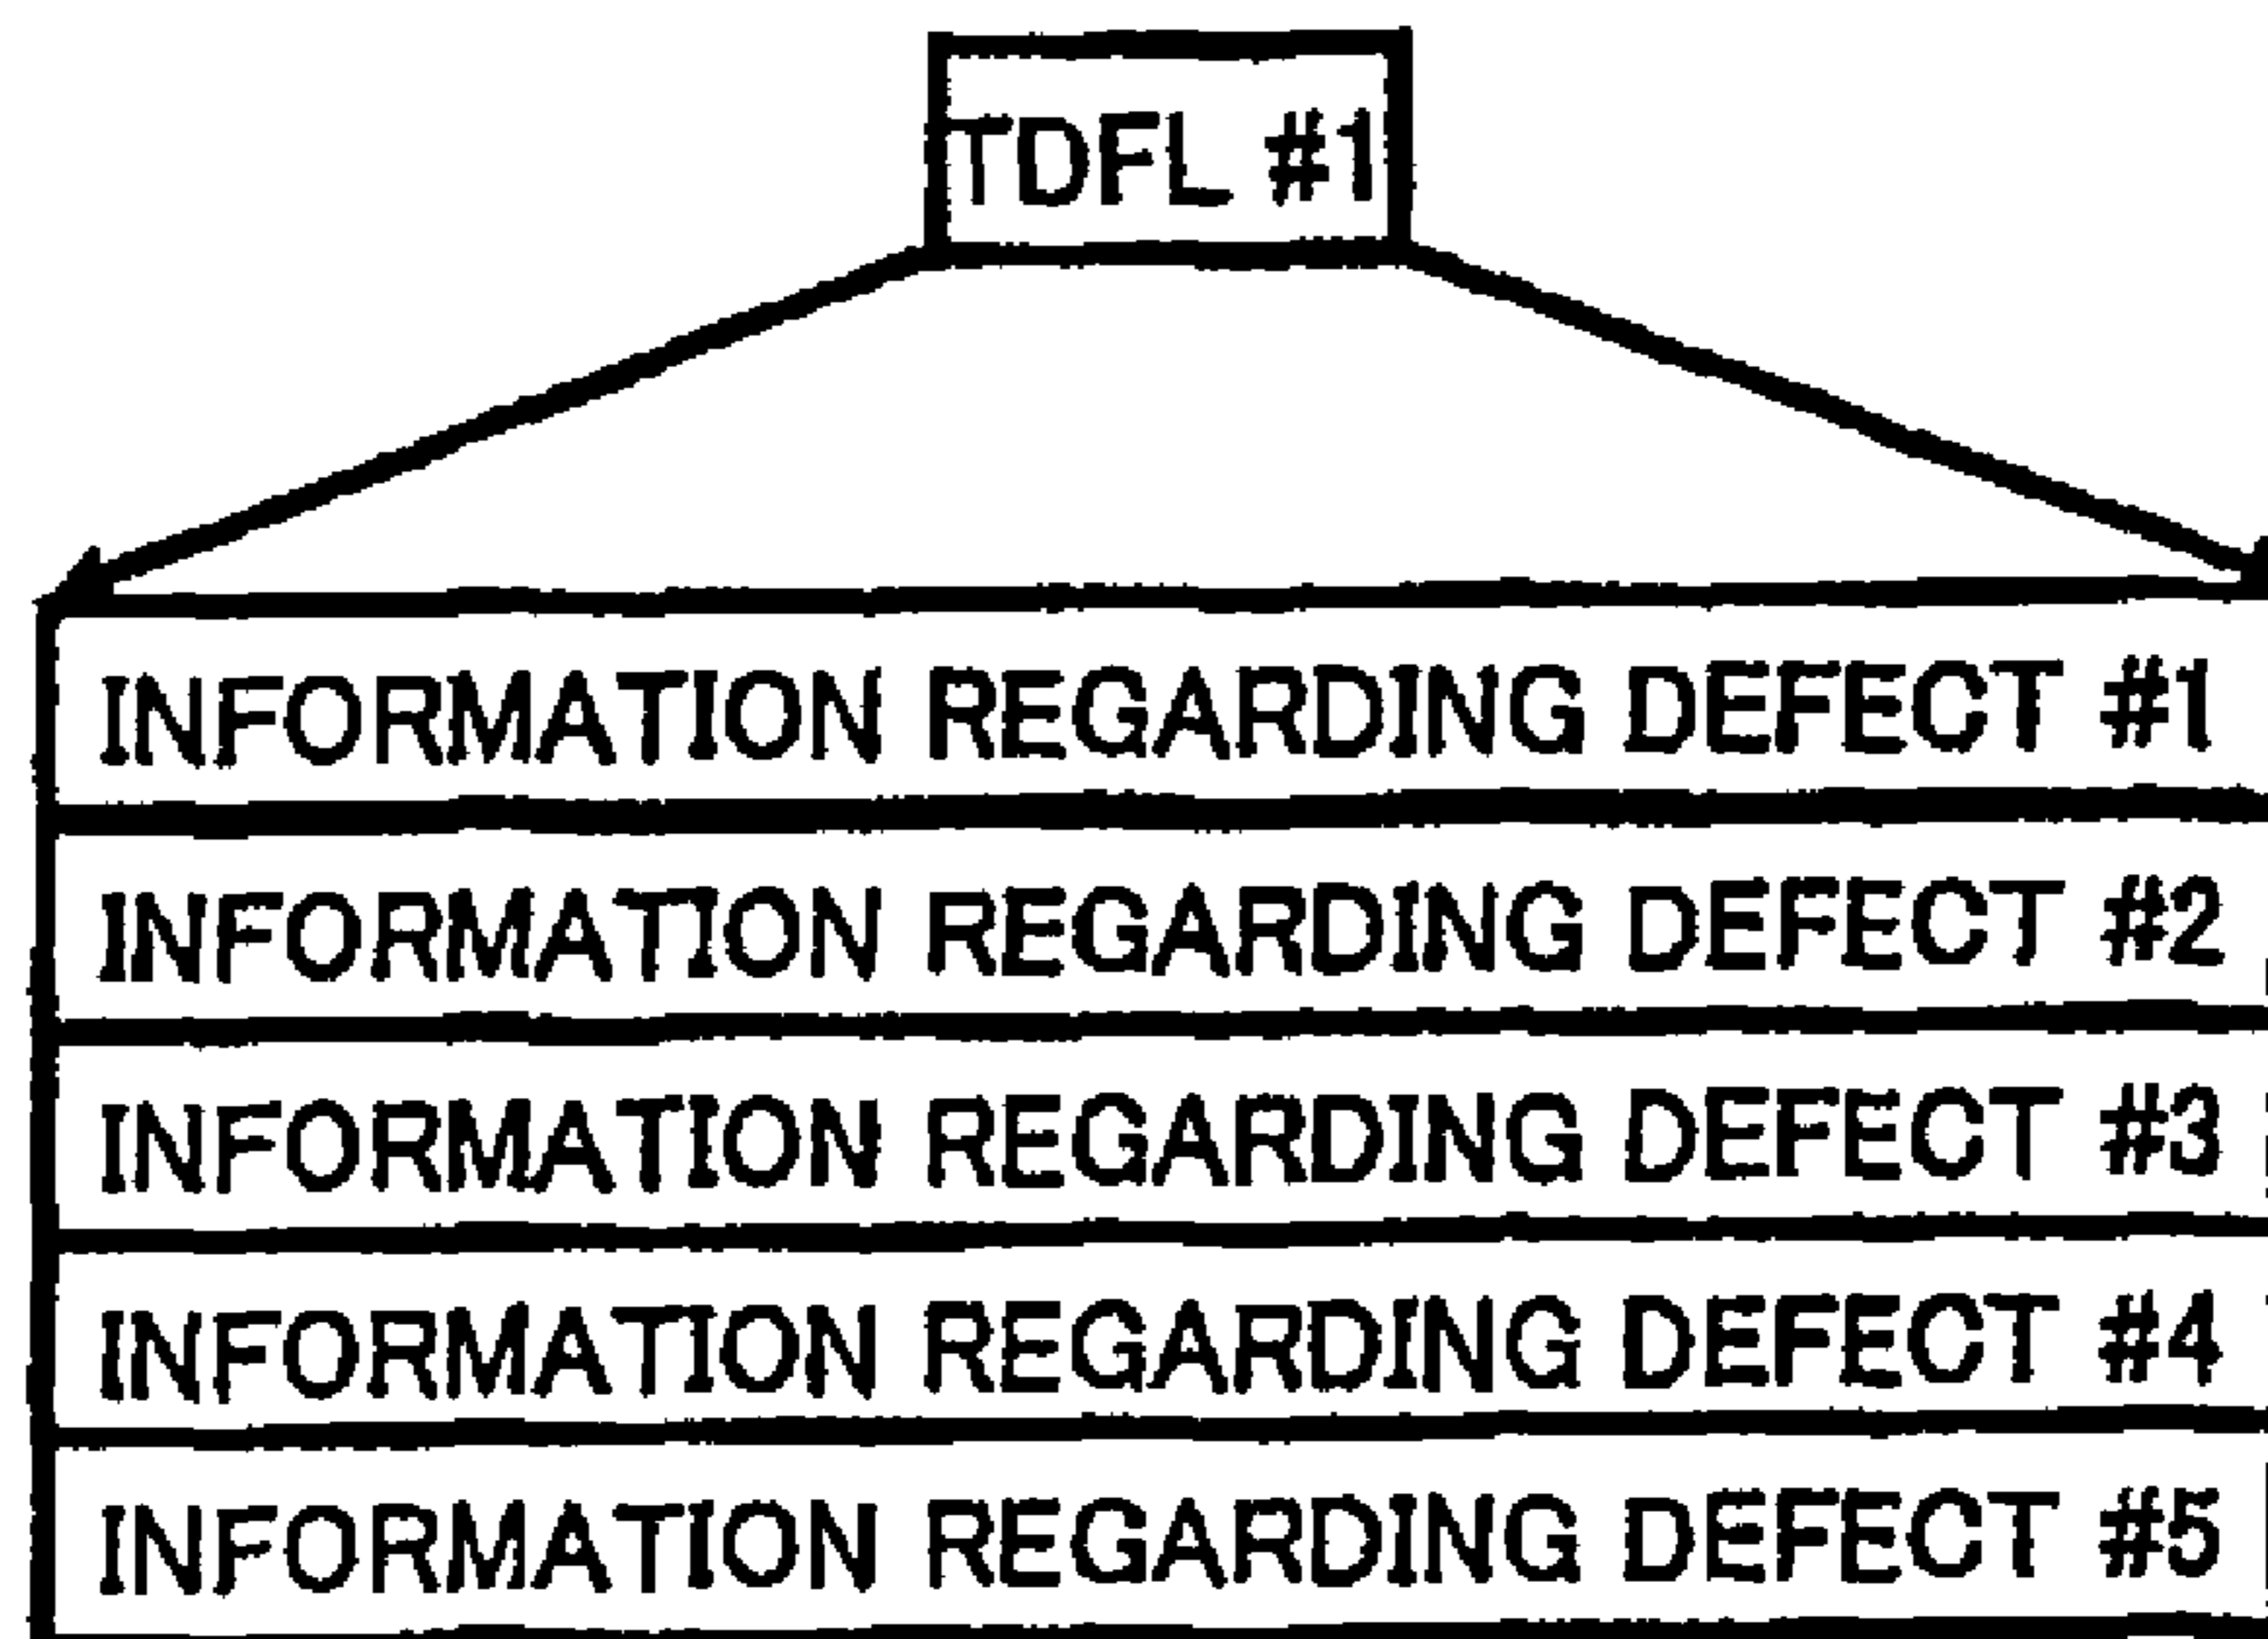 TDFL #1
INFORMATION REGARDING DEFECT #1
INFORMATION REGARDING DEFECT #2
INFORMATION REGARDING DEFECT #3
INFORMATION REGARDING DEFECT #4
INFORMATION REGARDING DEFECT #5